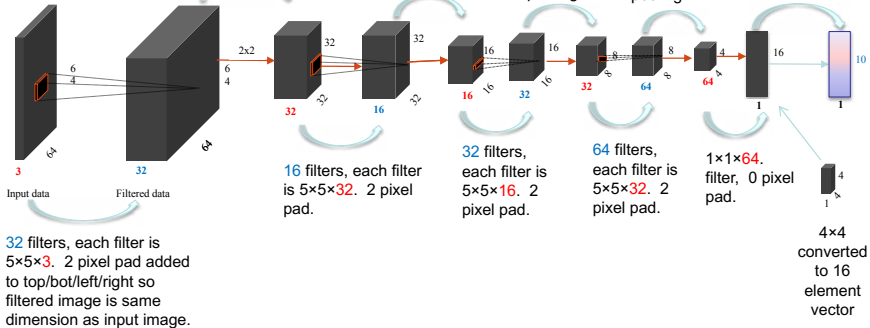 6
4
64
3
Input data
6
4
64
32
Filtered data
2x2
32
32
32
32
32
16
16
16
16
16
16
32
8
8
32
8
8
64
4
4
64
16
1
10
1
4
4
1
32 filters, each filter is
5×5×3. 2 pixel pad added
to top/bot/left/right so
filtered image is same
dimension as input image.
16 filters, each filter
is 5×5×32. 2 pixel
pad.
32 filters,
each filter is
5×5×16. 2
pixel pad.
64 filters,
each filter is
5×5×32. 2
pixel pad.
1×1×64.
filter, 0 pixel
pad.
4×4
converted
to 16
element
vector